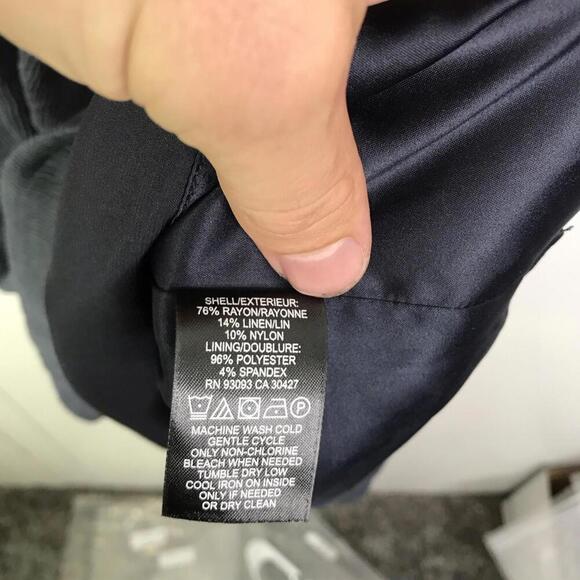 SHELL/EXTERIEUR:
76% RAYON/RAYONNE
14% LINEN/LIN
10% NYLON
LINING/DOUBLURE:
96% POLYESTER
4% SPANDEX
RN 93093 CA 30427
P
MACHINE WASH COLD
GENTLE CYCLE
ONLY NON-CHLORINE
BLEACH WHEN NEEDED
TUMBLE DRY LOW
COOL IRON ON INSIDE
ONLY IF NEEDED
OR DRY CLEAN